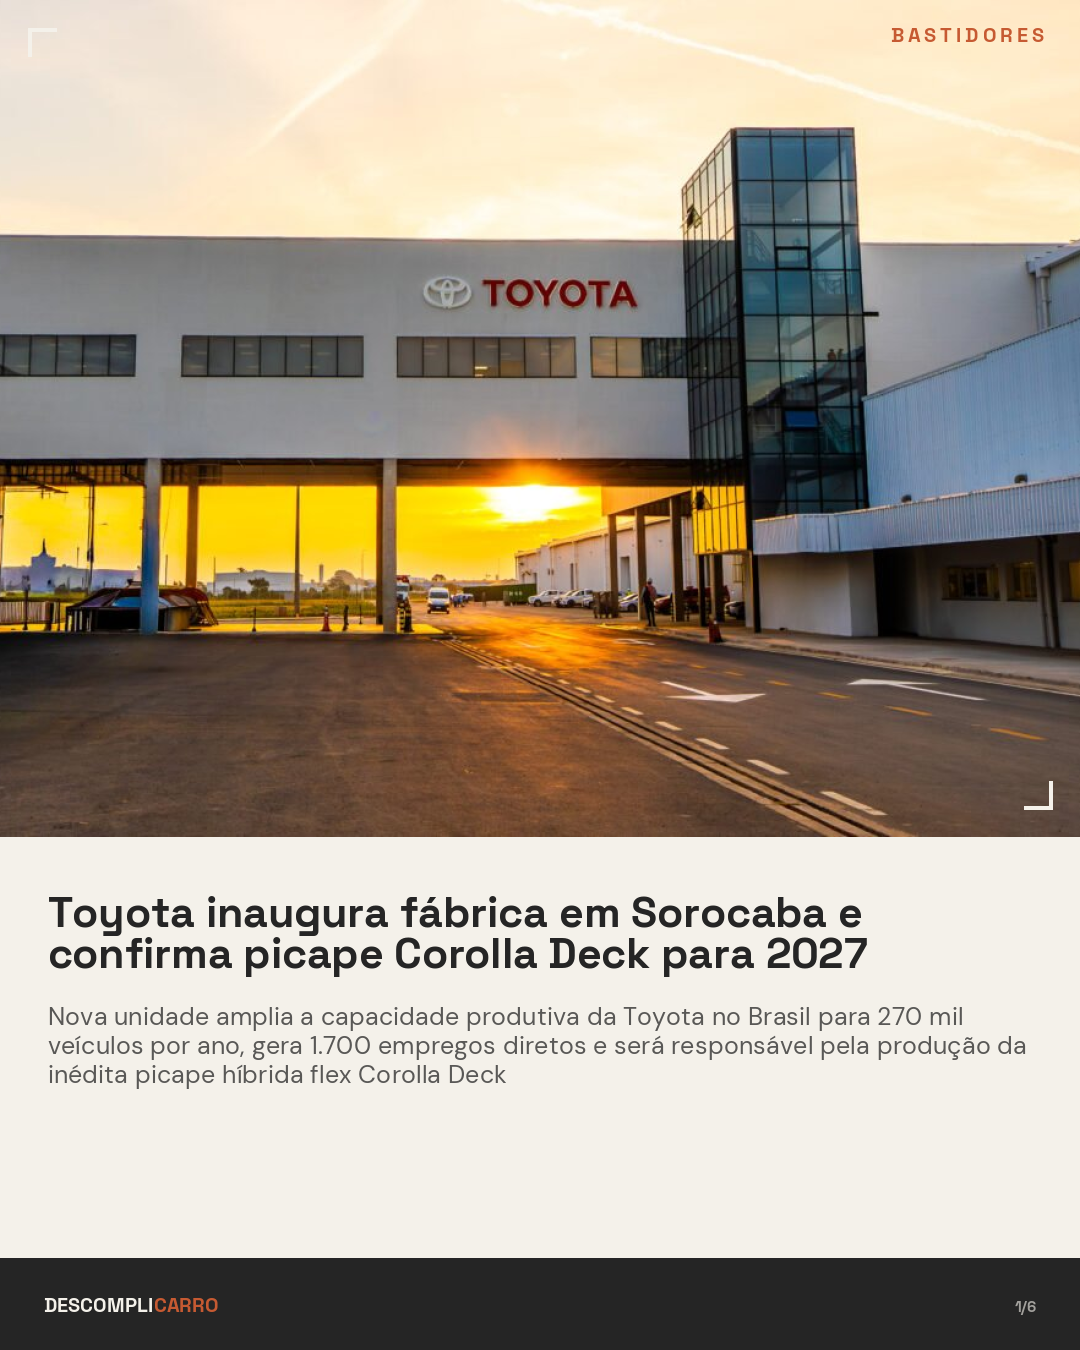 BASTIDORES
TOYOTA
Toyota inaugura fábrica em Sorocaba e
confirma picape Corolla Deck para 2027
Nova unidade amplia a capacidade produtiva da Toyota no Brasil para 270 mil
veículos por ano, gera 1.700 empregos diretos e será responsável pela produção da
inédita picape híbrida flex Corolla Deck
DESCOMPLICARRO
1/6